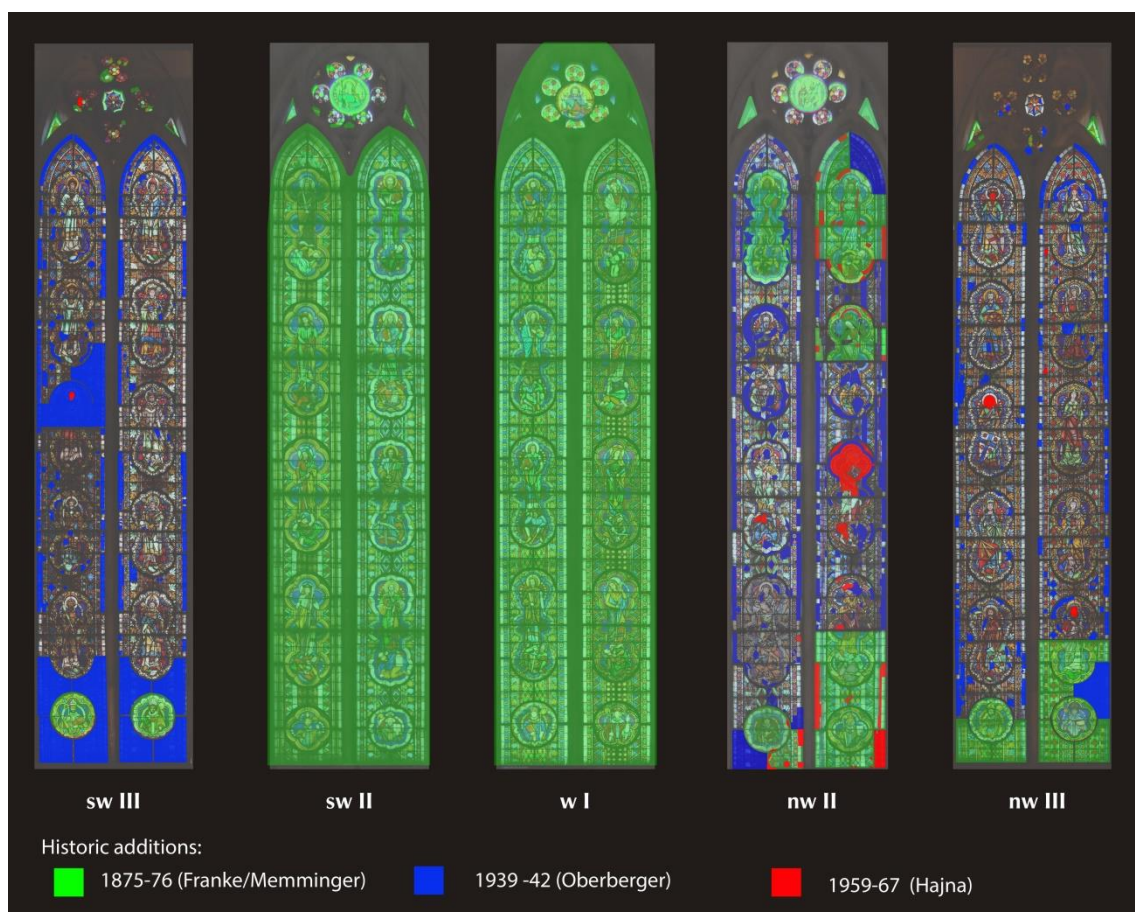 sw III
sw II
w I
nw II
nw III
Historic additions:
1875-76 (Franke/Memminger)
1939 -42 (Oberberger)
1959-67 (Hajna)